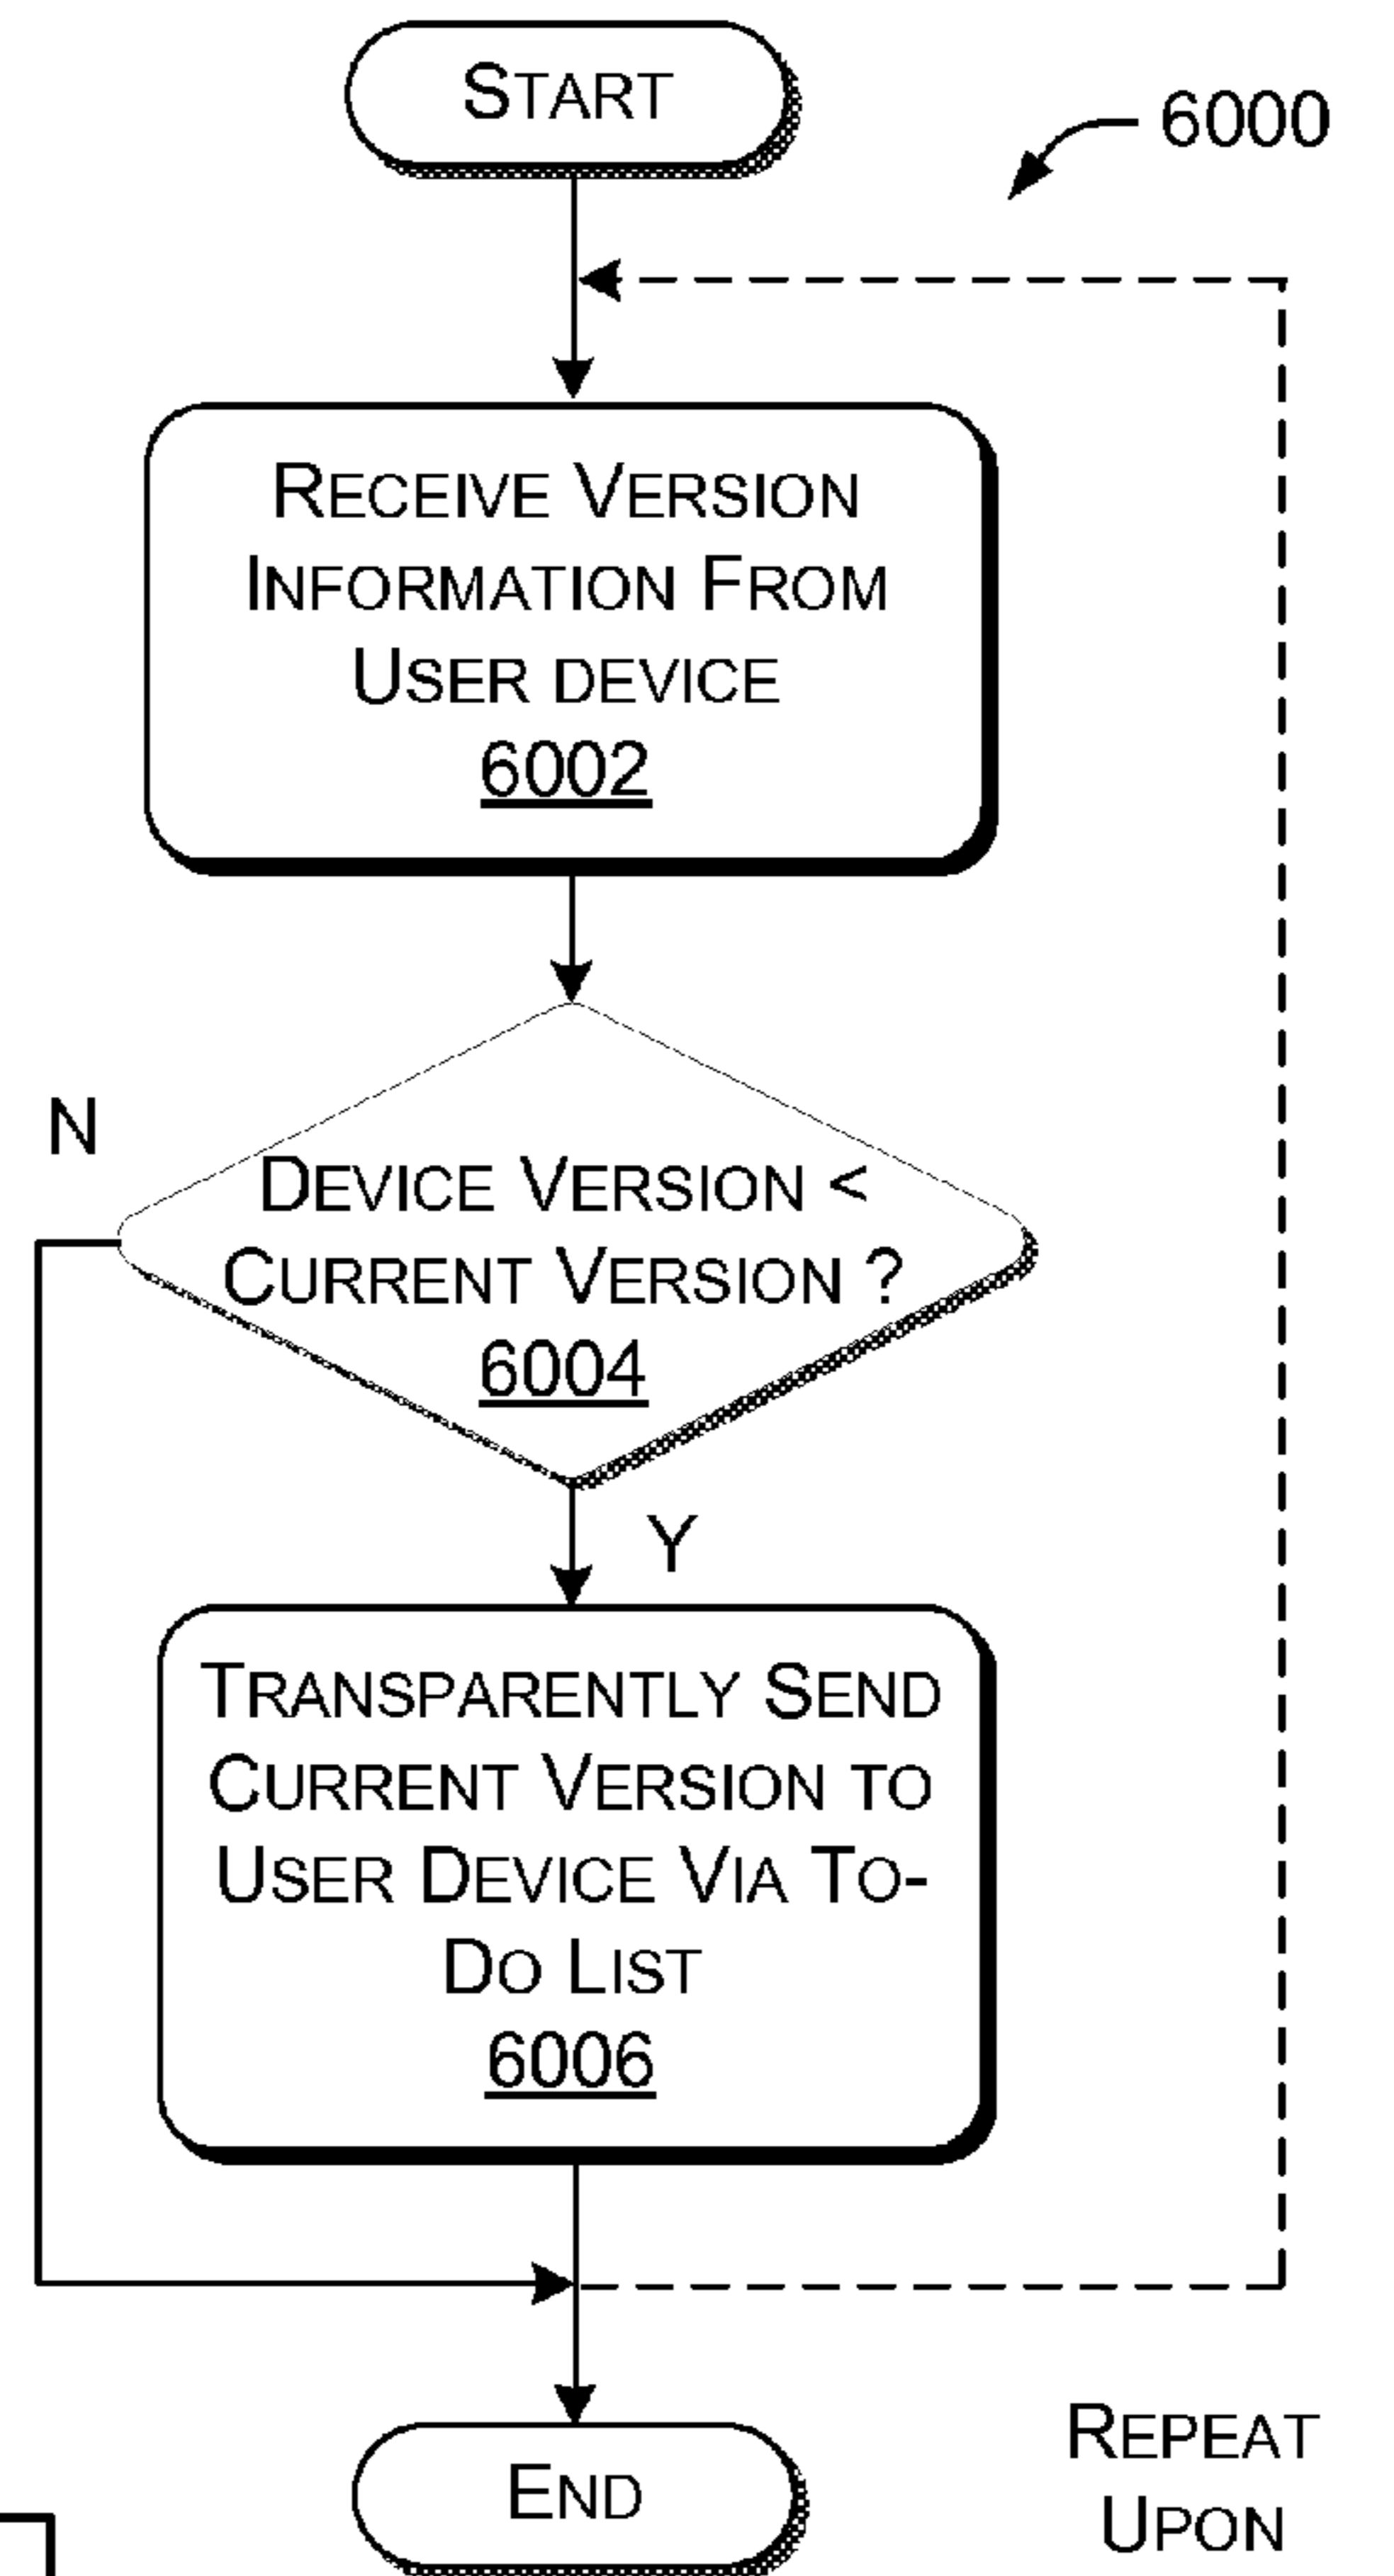 START
6000
RECEIVE VERSION
INFORMATION FROM
USER DEVICE
6002
N
DEVICE VERSION <
CURRENT VERSION ?
6004
Y
TRANSPARENTLY SEND
CURRENT VERSION TO
USER DEVICE VIA TO-
DO LIST
6006
REPEAT
UPON
END